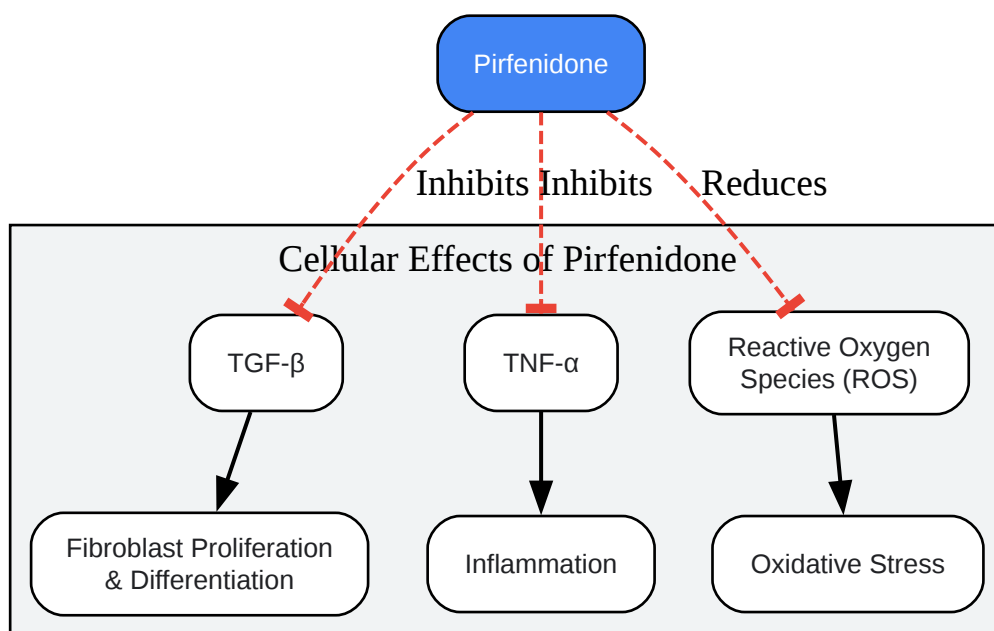 Pirfenidone
Inhibits Inhibits Reduces
Cellular Effects of Pirfenidone
TGF-β
TNF-α
Reactive Oxygen
Species (ROS)
Fibroblast Proliferation
& Differentiation
Inflammation
Oxidative Stress